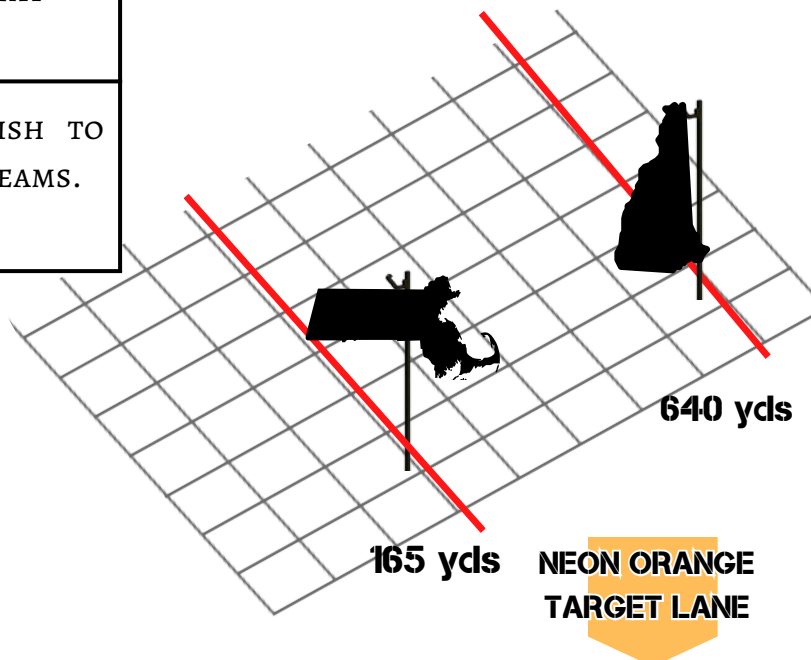 ISH TO
EAMS.
640 yds
165 yds
NEON ORANGE
TARGET LANE